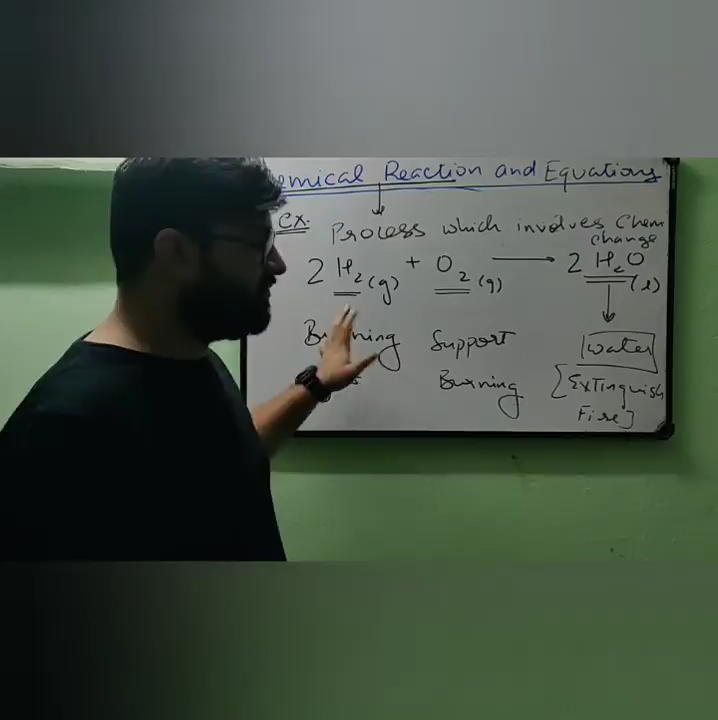 emical Reaction and Equations
Ex. Process which involves Chem
change
2 H₂(g) + O₂(g) → 2 H₂O(l)
Support
Burning
water
[Extinguish
Fire]